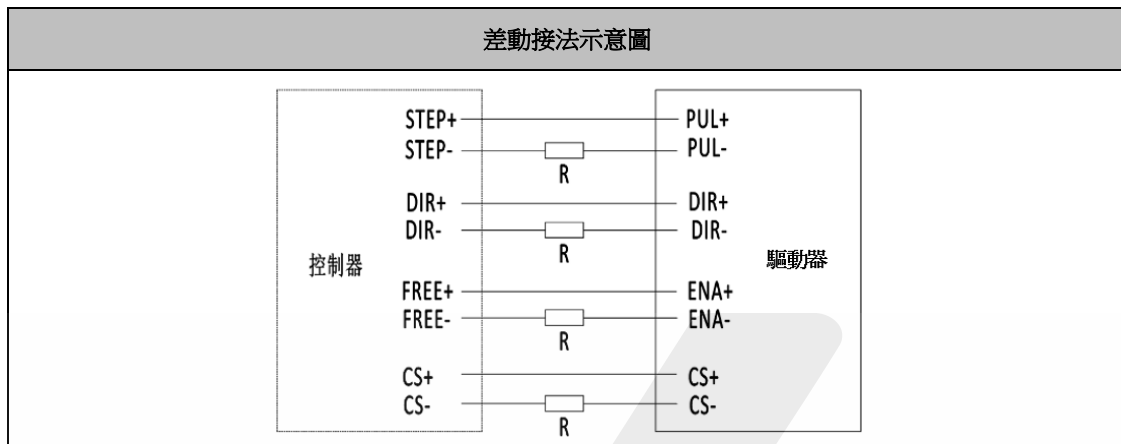 差動接法示意圖
STEP+ PUL+
STEP- PUL-
R
DIR+ DIR+
DIR- DIR-
R
控制器 驅動器
FREE+ ENA+
FREE- ENA-
R
CS+ CS+
CS- CS-
R